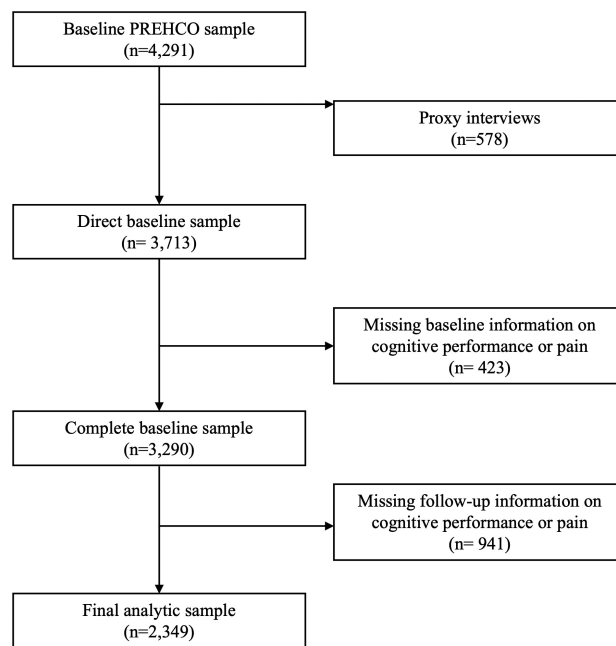 Baseline PREHCO sample
(n=4,291)
Proxy interviews
(n=578)
Direct baseline sample
(n= 3,713)
Missing baseline information on
cognitive performance or pain
(n= 423)
Complete baseline sample
(n=3,290)
Missing follow-up information on
cognitive performance or pain
(n= 941)
Final analytic sample
(n=2,349)